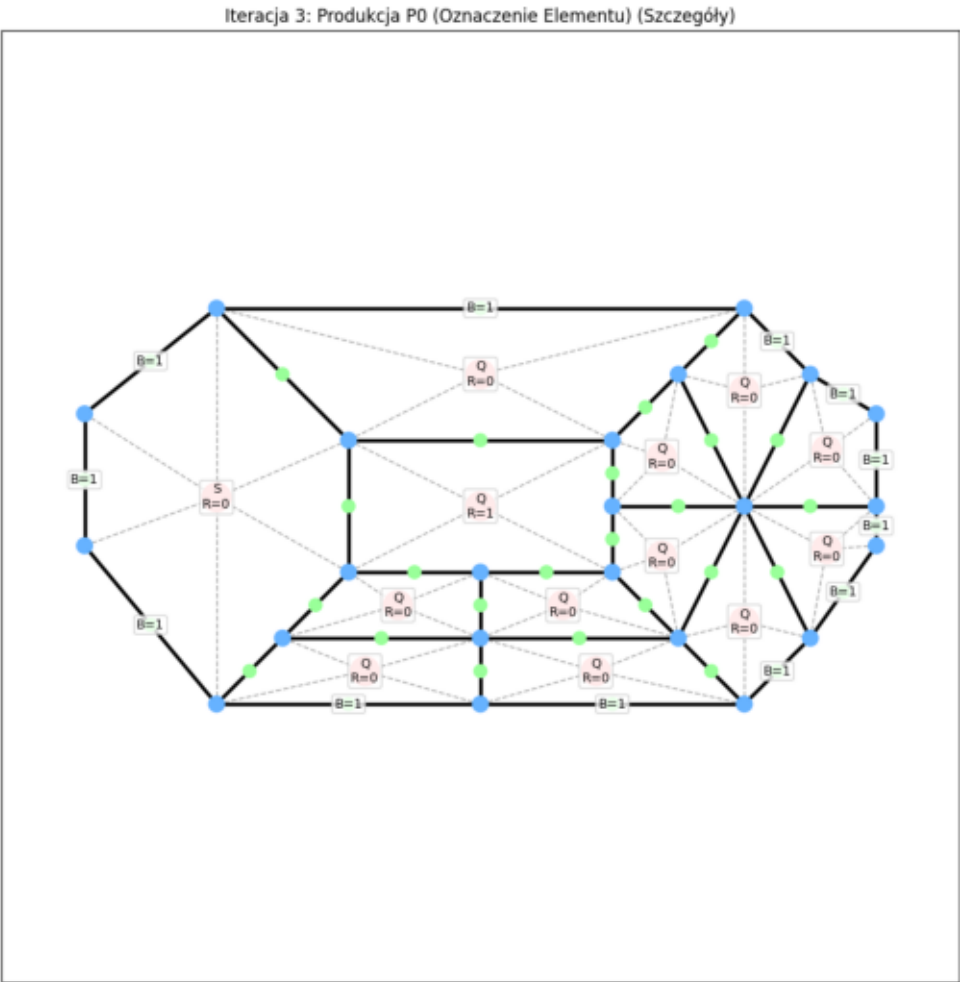 Iteracja 3: Produkcja P0 (Oznaczenie Elementu) (Szczegóły)
B=1
B=1
B=1
Q
R=0
Q
R=0
B=1
B=1
Q
R=0
Q
R=0
B=1
B=1
S
R=0
Q
R=1
B=1
Q
R=0
Q
R=0
B=1
Q
R=0
Q
R=0
Q
R=0
B=1
Q
R=0
Q
R=0
B=1
B=1
B=1